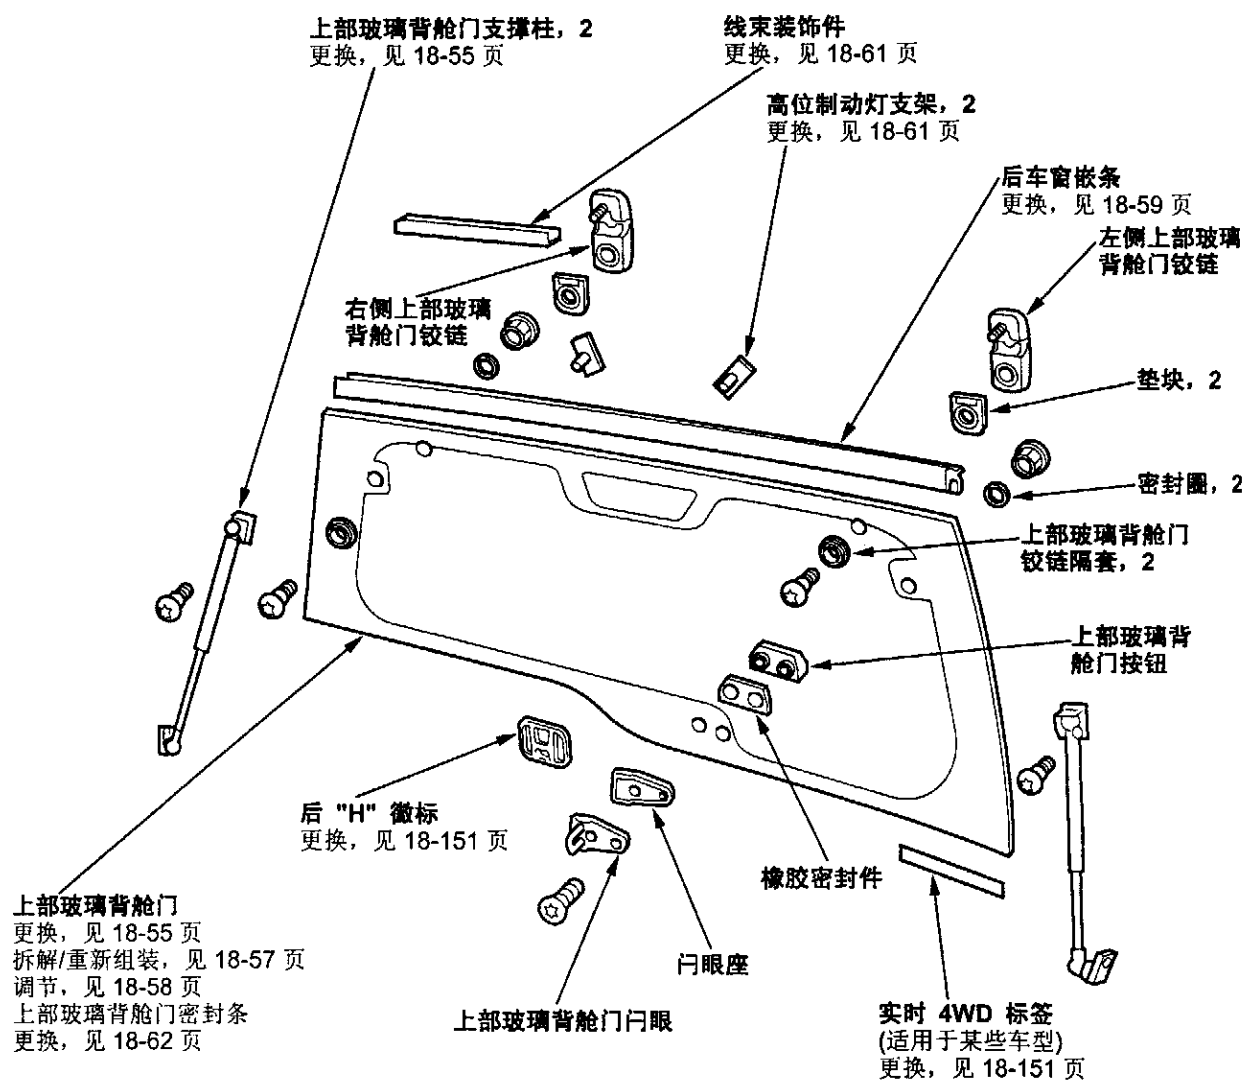 上部玻璃背舱门支撑柱，2
更换，见 18-55 页
线束装饰件
更换，见 18-61 页
高位制动灯支架，2
更换，见 18-61 页
后车窗嵌条
更换，见 18-59 页
左侧上部玻璃
背舱门铰链
右侧上部玻璃
背舱门铰链
垫块，2
密封圈，2
上部玻璃背舱门
铰链隔套，2
上部玻璃背
舱门按钮
后 "H" 徽标
更换，见 18-151 页
橡胶密封件
上部玻璃背舱门
更换，见 18-55 页
拆解/重新组装，见 18-57 页
调节，见 18-58 页
上部玻璃背舱门密封条
更换，见 18-62 页
闩眼座
上部玻璃背舱门闩眼
实时 4WD 标签
(适用于某些车型)
更换，见 18-151 页